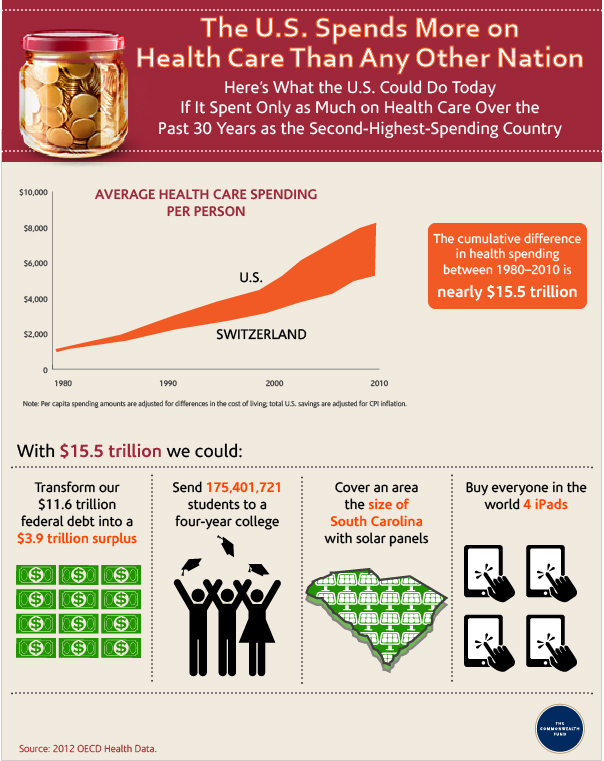 The U.S. Spends More on
Health Care Than Any Other Nation
Here's What the U.S. Could Do Today
If It Spent Only as Much on Health Care Over the
Past 30 Years as the Second-Highest-Spending Country
AVERAGE HEALTH CARE SPENDING
PER PERSON
$10,000
$8,000
$6,000
$4,000
$2,000
0
U.S.
SWITZERLAND
1980
1990
2000
2010
The cumulative difference
in health spending
between 1980–2010 is
nearly $15.5 trillion
Note: Per capita spending amounts are adjusted for differences in the cost of living; total U.S. savings are adjusted for CPI inflation.
With $15.5 trillion we could:
Transform our
$11.6 trillion
federal debt into a
$3.9 trillion surplus
Send 175,401,721
students to a
four-year college
Cover an area
the size of
South Carolina
with solar panels
Buy everyone in the
world 4 iPads
THE
COMMONWEALTH
FUND
Source: 2012 OECD Health Data.